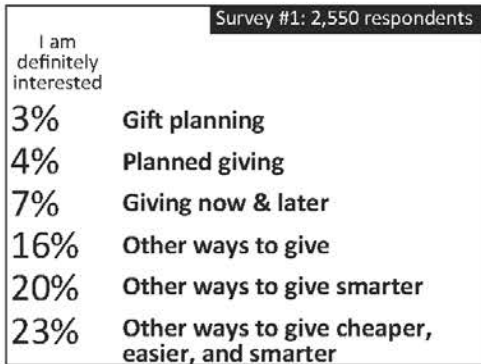 Survey #1: 2,550 respondents
I am
definitely
interested
3% Gift planning
4% Planned giving
7% Giving now & later
16% Other ways to give
20% Other ways to give smarter
23% Other ways to give cheaper,
easier, and smarter